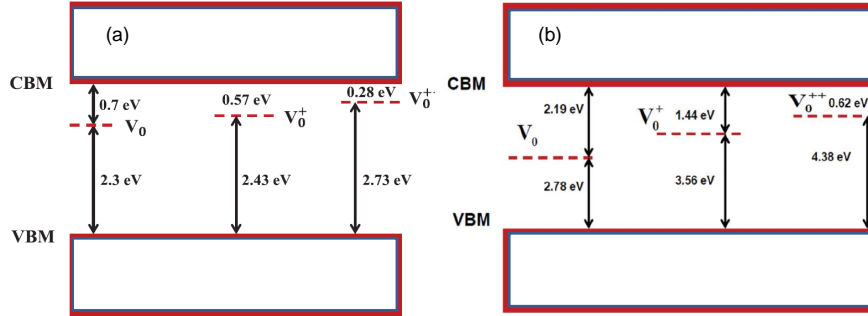 (a)
CBM
0.7 eV
V0
2.3 eV
0.57 eV
V0+
2.43 eV
0.28 eV
V0+
2.73 eV
VBM
(b)
CBM
2.19 eV
V0
2.78 eV
1.44 eV
V0+
3.56 eV
V0++
0.62 eV
4.38 eV
VBM